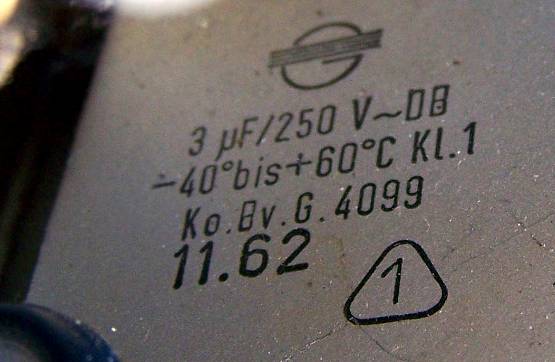 3 µF/250 V~DB
-40°bis+60°C Kl.1
Ko.Bv.G.4099
11.62
1